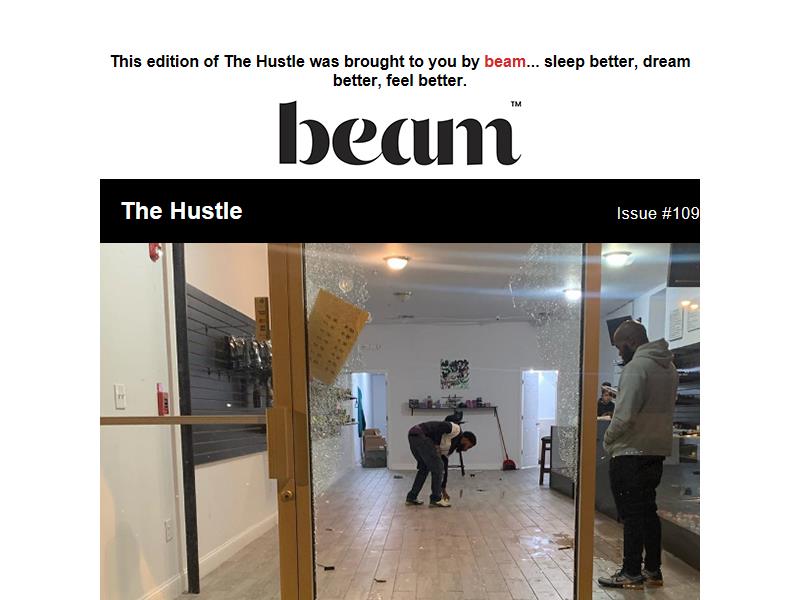 This edition of The Hustle was brought to you by beam... sleep better, dream
better, feel better.
beam™
The Hustle
Issue #109